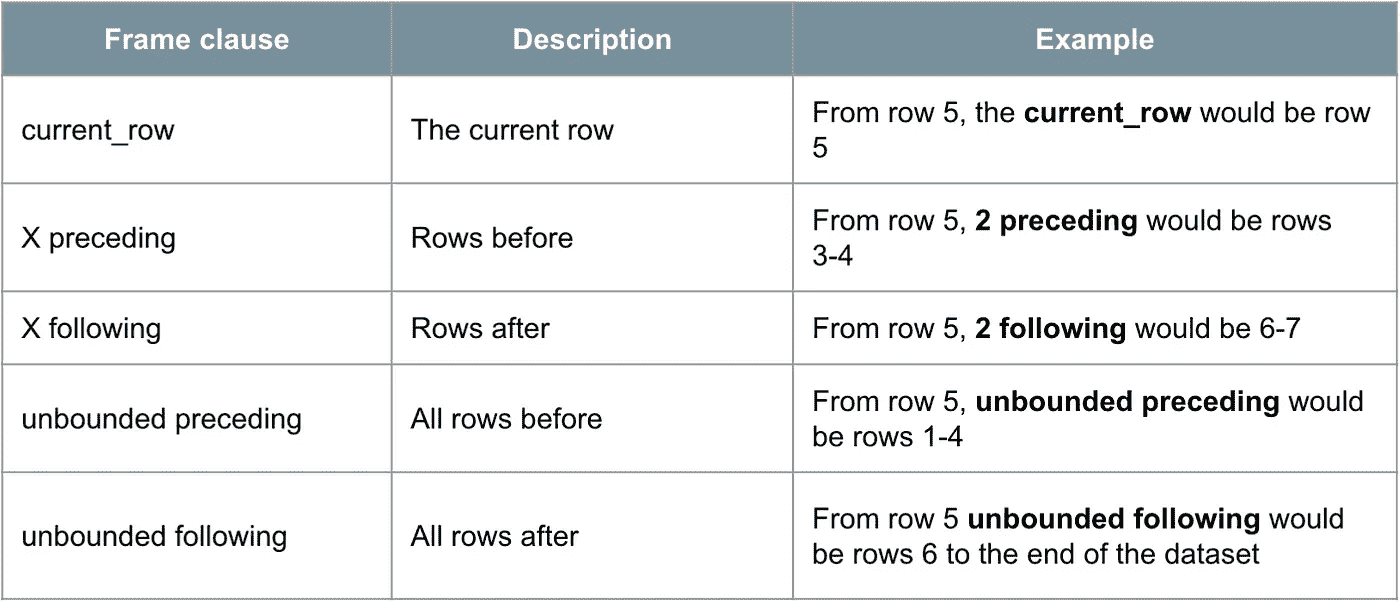 Frame clause Description Example
current_row The current row From row 5, the current_row would be row
5
X preceding Rows before From row 5, 2 preceding would be rows
3-4
X following Rows after From row 5, 2 following would be 6-7
unbounded preceding All rows before From row 5, unbounded preceding would
be rows 1-4
unbounded following All rows after From row 5 unbounded following would
be rows 6 to the end of the dataset